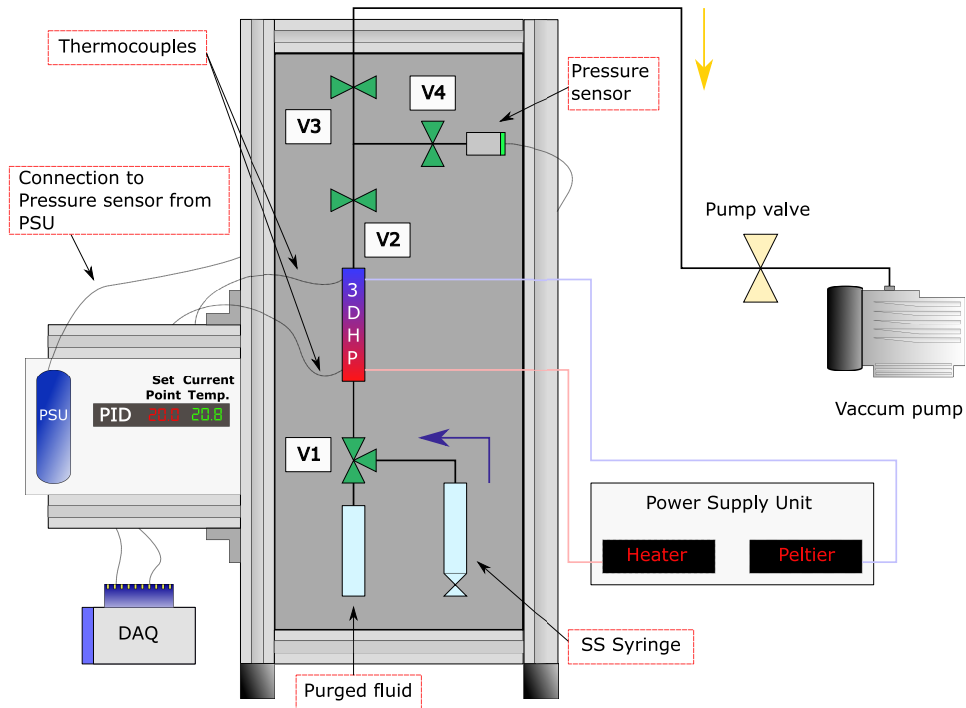 Thermocouples
V4
Pressure
sensor
V3
Connection to
Pressure sensor from
PSU
Pump valve
V2
3
D
H
P
Set Current
Point Temp.
PSU
PID 20.0 20.8
Vaccum pump
V1
Power Supply Unit
Heater
Peltier
DAQ
SS Syringe
Purged fluid